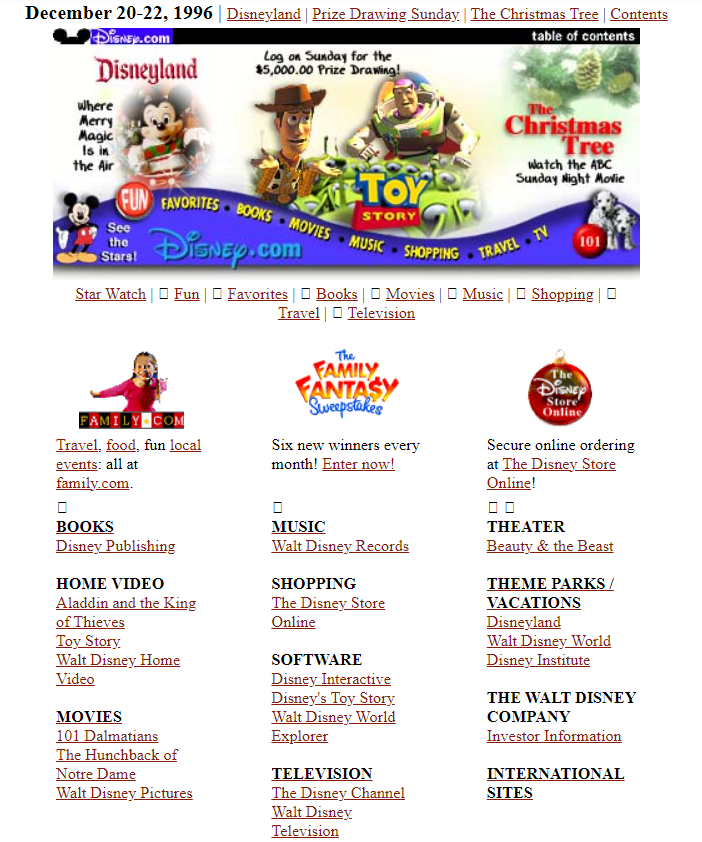 December 20-22, 1996 | Disneyland | Prize Drawing Sunday | The Christmas Tree | Contents
Disney.com
table of contents
Disneyland
Where
Merry
Magic
Is in
the Air
Log on Sunday for the
$5,000.00 Prize Drawing!
The
Christmas
Tree
Watch the ABC
Sunday Night Movie
TOY
STORY
See
the
Stars!
FUN
FAVORITES • BOOKS • MOVIES • MUSIC • SHOPPING • TRAVEL • TV
101
Disney.com
Star Watch | Fun | Favorites | Books | Movies | Music | Shopping |
Travel | Television
FAMILY.COM
Travel, food, fun local
events: all at
family.com.
The
FAMILY
FANTA$Y
Sweepstakes
Six new winners every
month! Enter now!
The
Disney
Store
Online
Secure online ordering
at The Disney Store
Online!
BOOKS
Disney Publishing
HOME VIDEO
Aladdin and the King
of Thieves
Toy Story
Walt Disney Home
Video
MOVIES
101 Dalmatians
The Hunchback of
Notre Dame
Walt Disney Pictures
MUSIC
Walt Disney Records
SHOPPING
The Disney Store
Online
SOFTWARE
Disney Interactive
Disney's Toy Story
Walt Disney World
Explorer
TELEVISION
The Disney Channel
Walt Disney
Television
THEATER
Beauty & the Beast
THEME PARKS /
VACATIONS
Disneyland
Walt Disney World
Disney Institute
THE WALT DISNEY
COMPANY
Investor Information
INTERNATIONAL
SITES